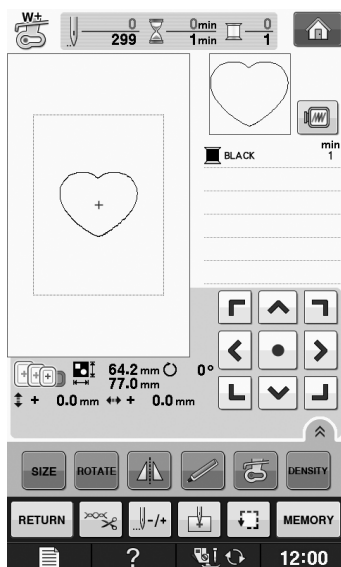 W+
0 0min 0
299 1min 1
min
BLACK 1
64.2 mm 0°
77.0 mm
+ 0.0 mm + 0.0 mm
SIZE ROTATE DENSITY
RETURN -/+ MEMORY
? 12:00